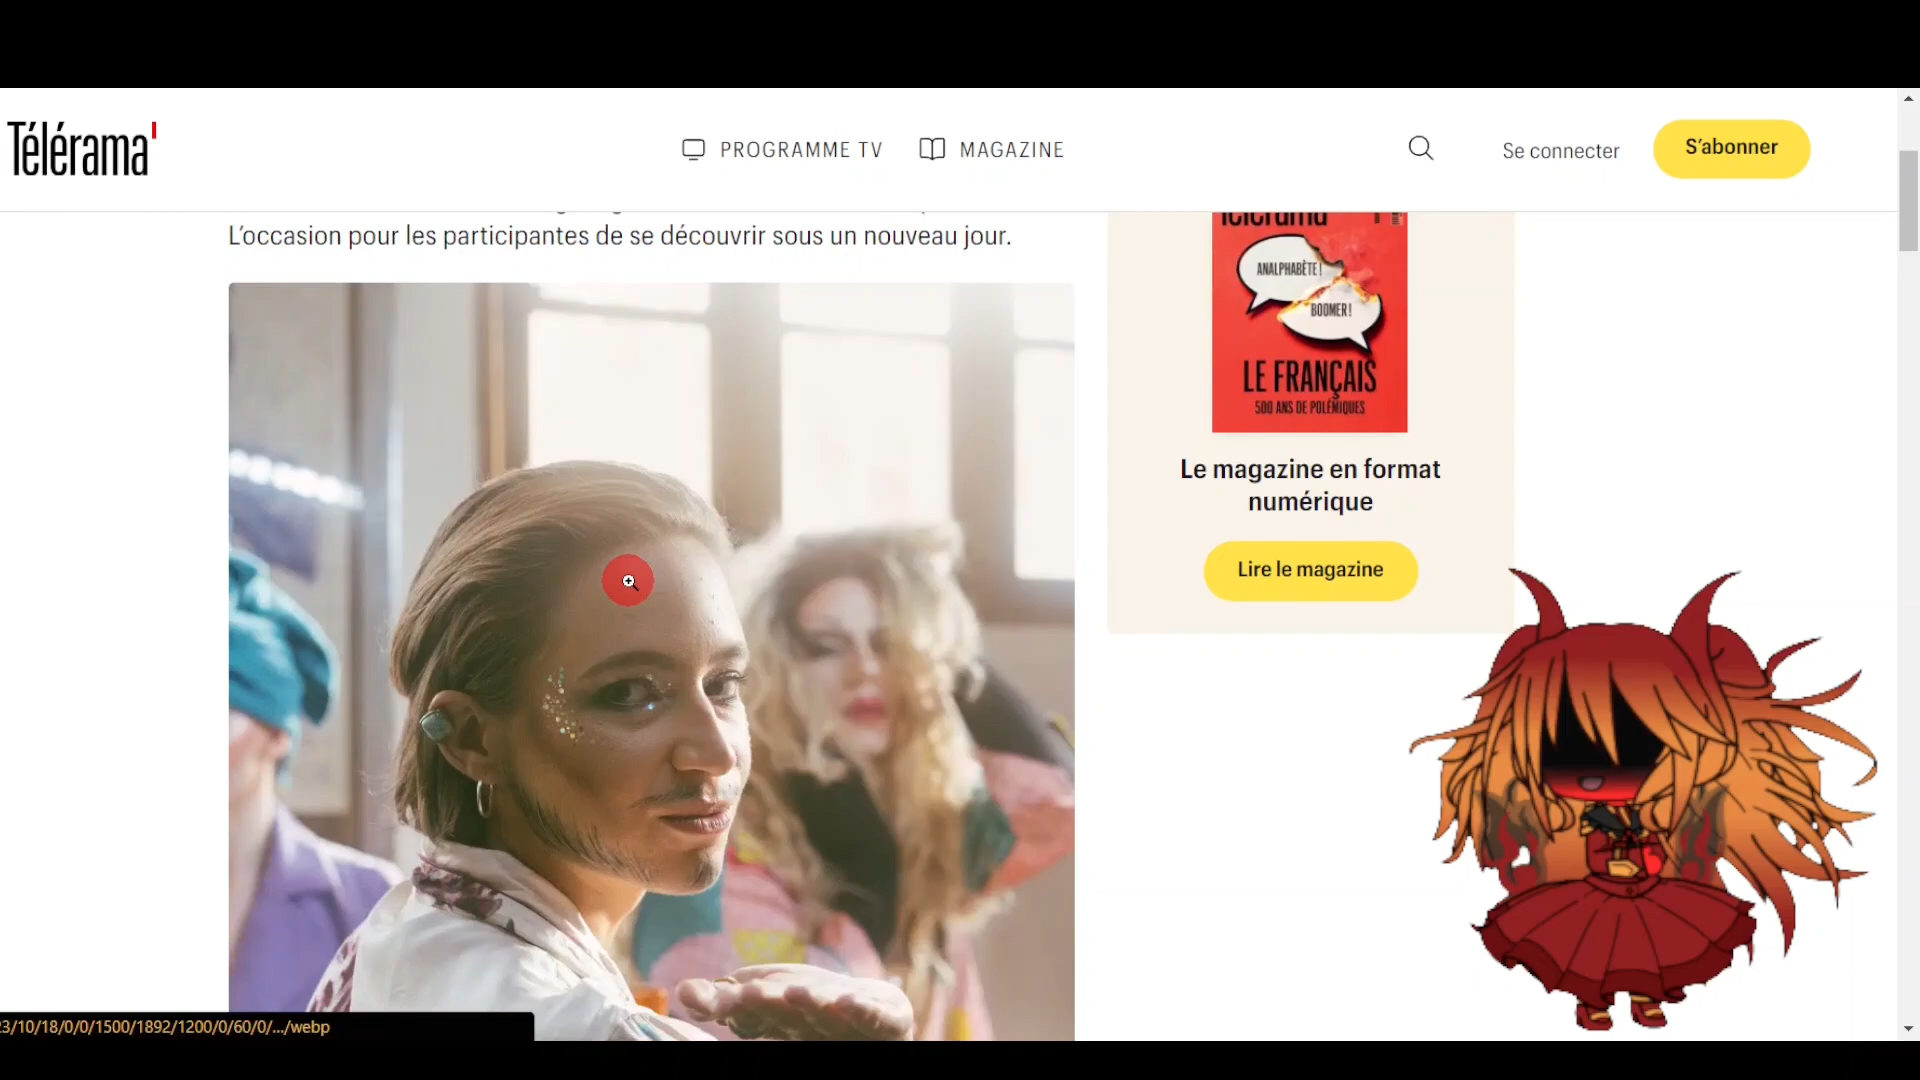 Télérama'
PROGRAMME TV
MAGAZINE
Se connecter
S'abonner
L'occasion pour les participantes de se découvrir sous un nouveau jour.
Télérama
ANALPHABÈTE !
BOOMER !
LE FRANÇAIS
500 ANS DE POLÉMIQUES
Le magazine en format
numérique
Lire le magazine
23/10/18/0/0/1500/1892/1200/0/60/0/.../webp